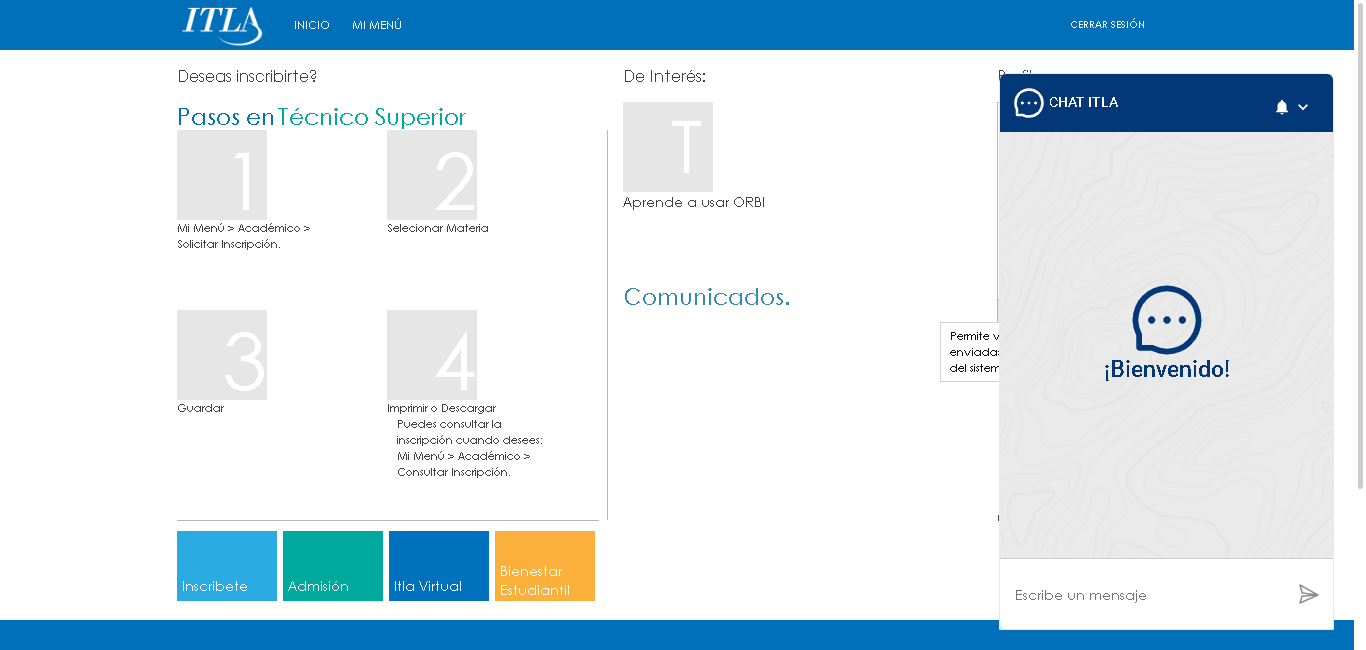 ITLA
INICIO
MI MENÚ
CERRAR SESIÓN
Deseas inscribirte?
Pasos en Técnico Superior
1
Mi Menú > Académico >
Solicitar Inscripción.
2
Selecionar Materia
3
Guardar
4
Imprimir o Descargar
Puedes consultar la
inscripción cuando desees:
Mi Menú > Académico >
Consultar Inscripción.
Inscribete
Admisión
Itla Virtual
Bienestar
Estudiantil
De Interés:
T
Aprende a usar ORBI
Comunicados.
Permite
enviadas
del sistem
CHAT ITLA
¡Bienvenido!
Escribe un mensaje